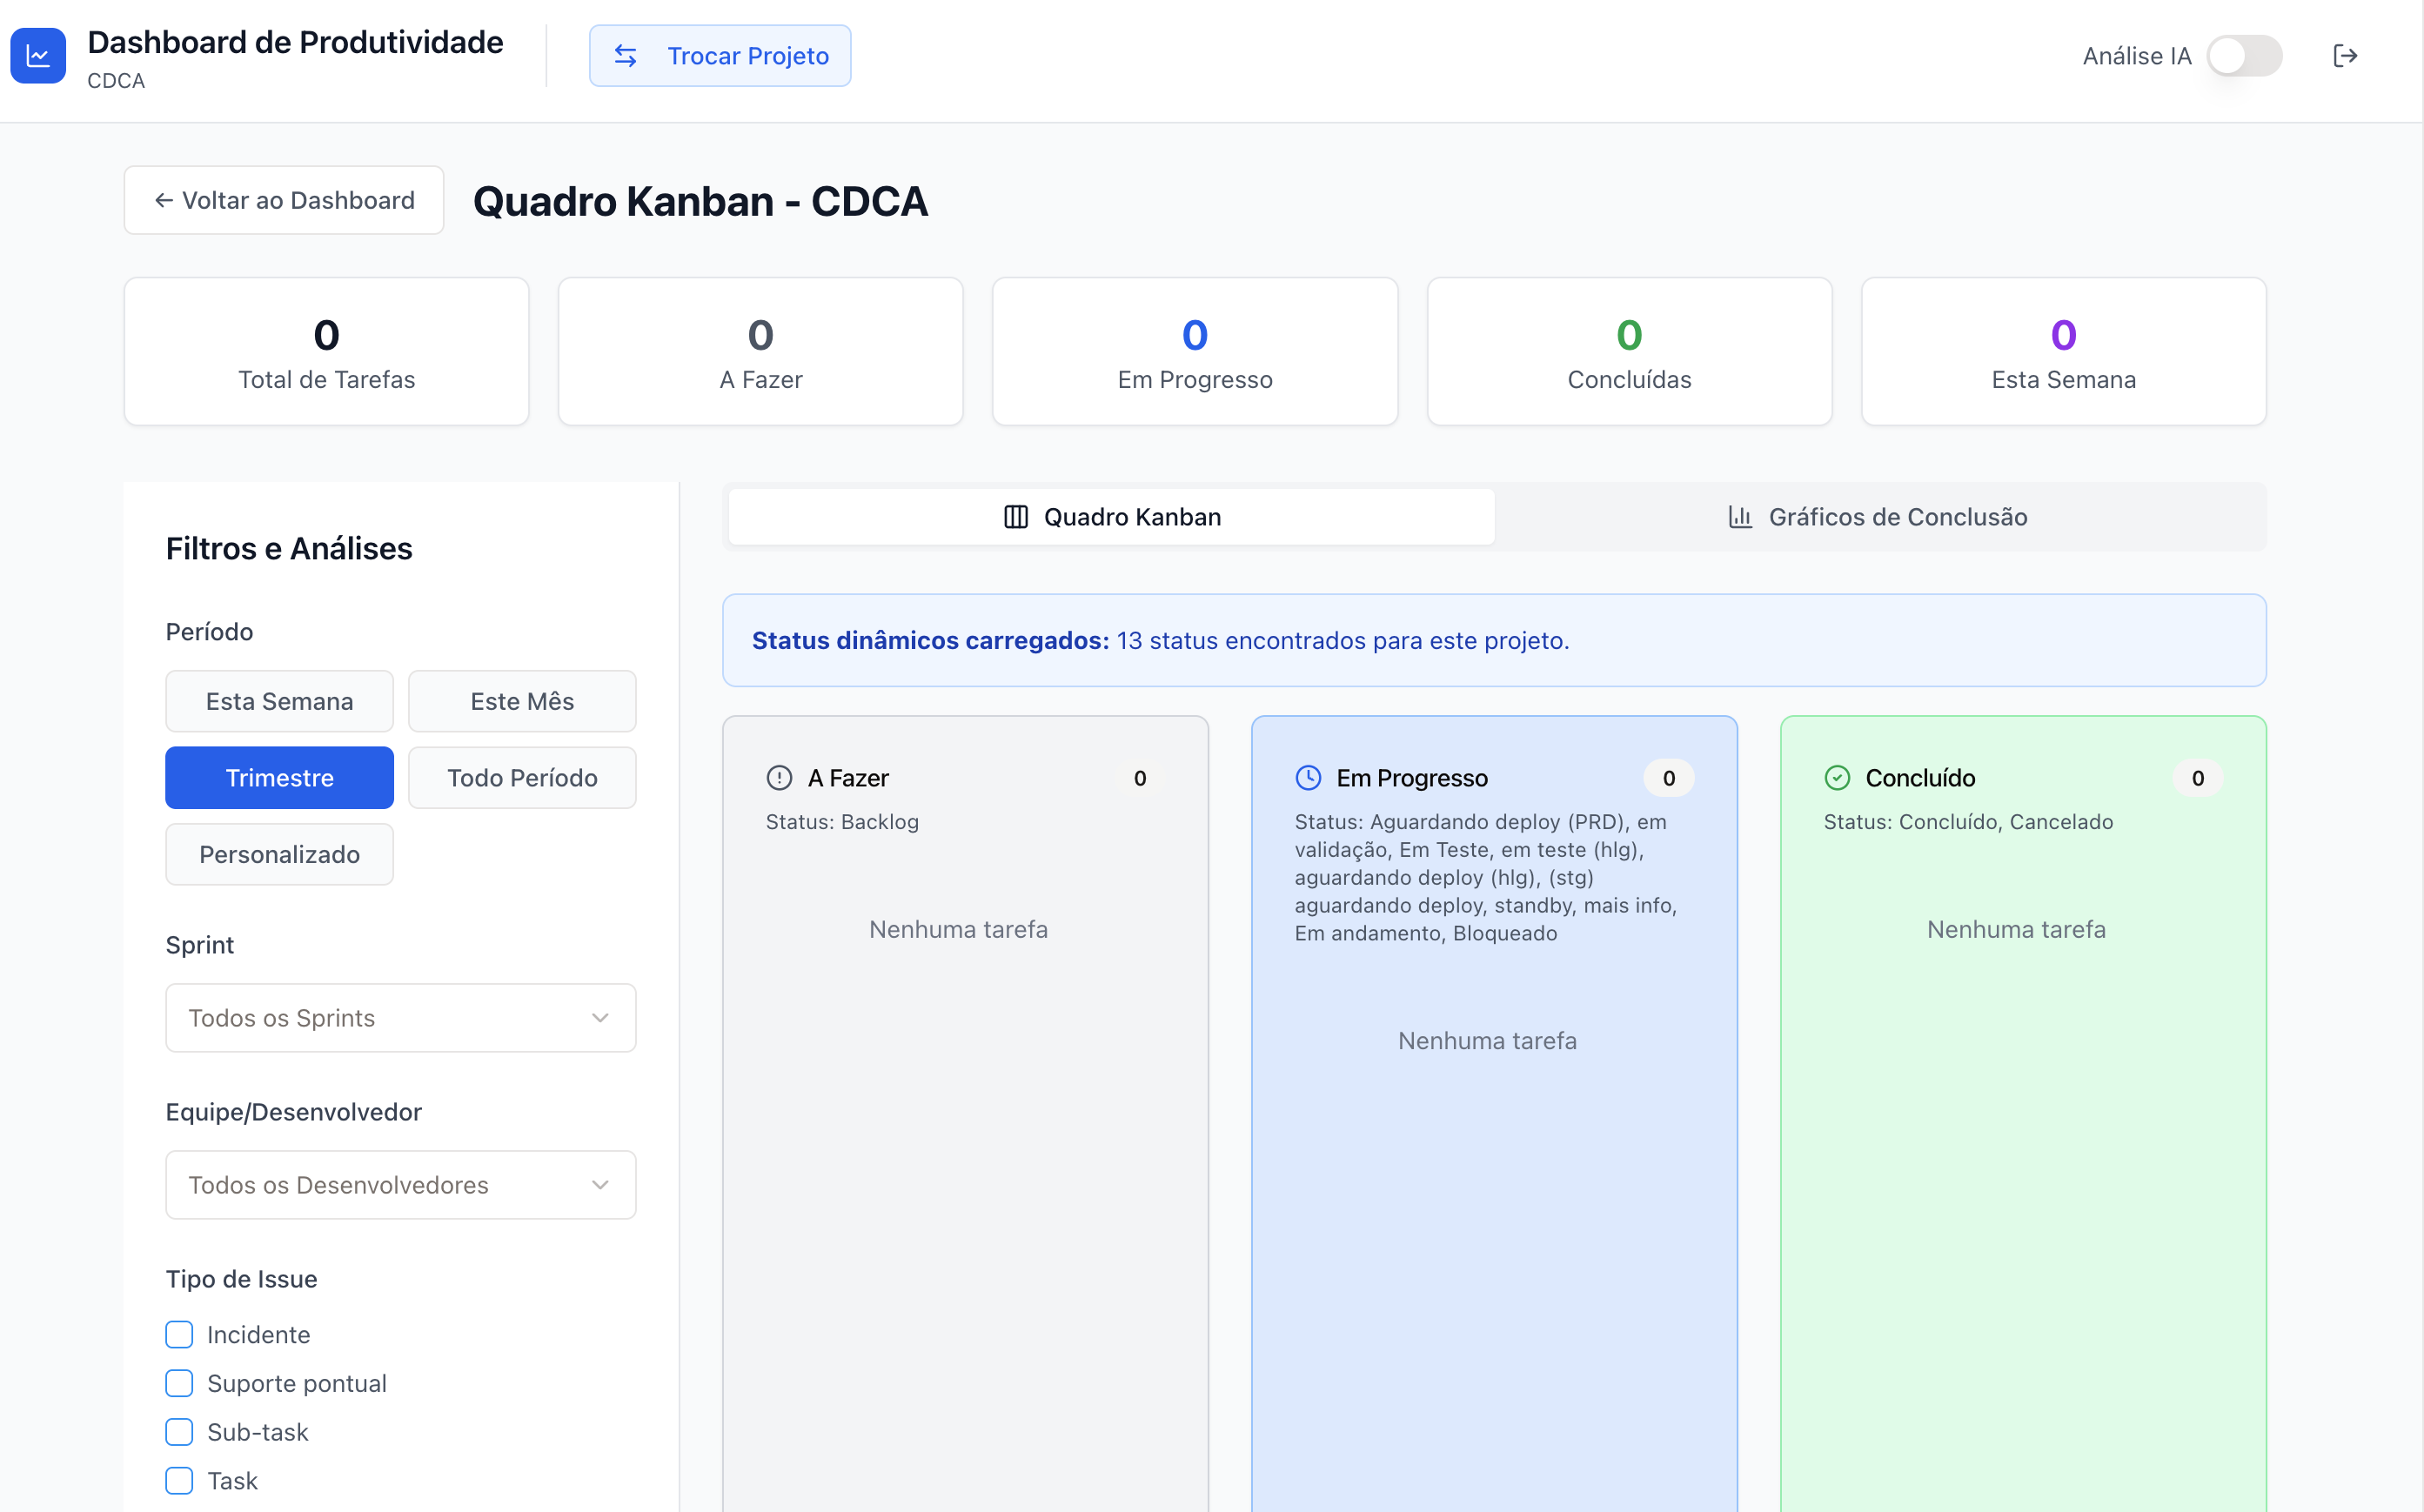 Dashboard de Produtividade
CDCA
Trocar Projeto
Análise IA
← Voltar ao Dashboard
Quadro Kanban - CDCA
0
Total de Tarefas
0
A Fazer
0
Em Progresso
0
Concluídas
0
Esta Semana
Filtros e Análises
Período
Esta Semana
Este Mês
Trimestre
Todo Período
Personalizado
Sprint
Todos os Sprints
Equipe/Desenvolvedor
Todos os Desenvolvedores
Tipo de Issue
Incidente
Suporte pontual
Sub-task
Task
Quadro Kanban
Gráficos de Conclusão
Status dinâmicos carregados: 13 status encontrados para este projeto.
A Fazer 0
Status: Backlog
Nenhuma tarefa
Em Progresso 0
Status: Aguardando deploy (PRD), em
validação, Em Teste, em teste (hlg),
aguardando deploy (hlg), (stg)
aguardando deploy, standby, mais info,
Em andamento, Bloqueado
Nenhuma tarefa
Concluído 0
Status: Concluído, Cancelado
Nenhuma tarefa